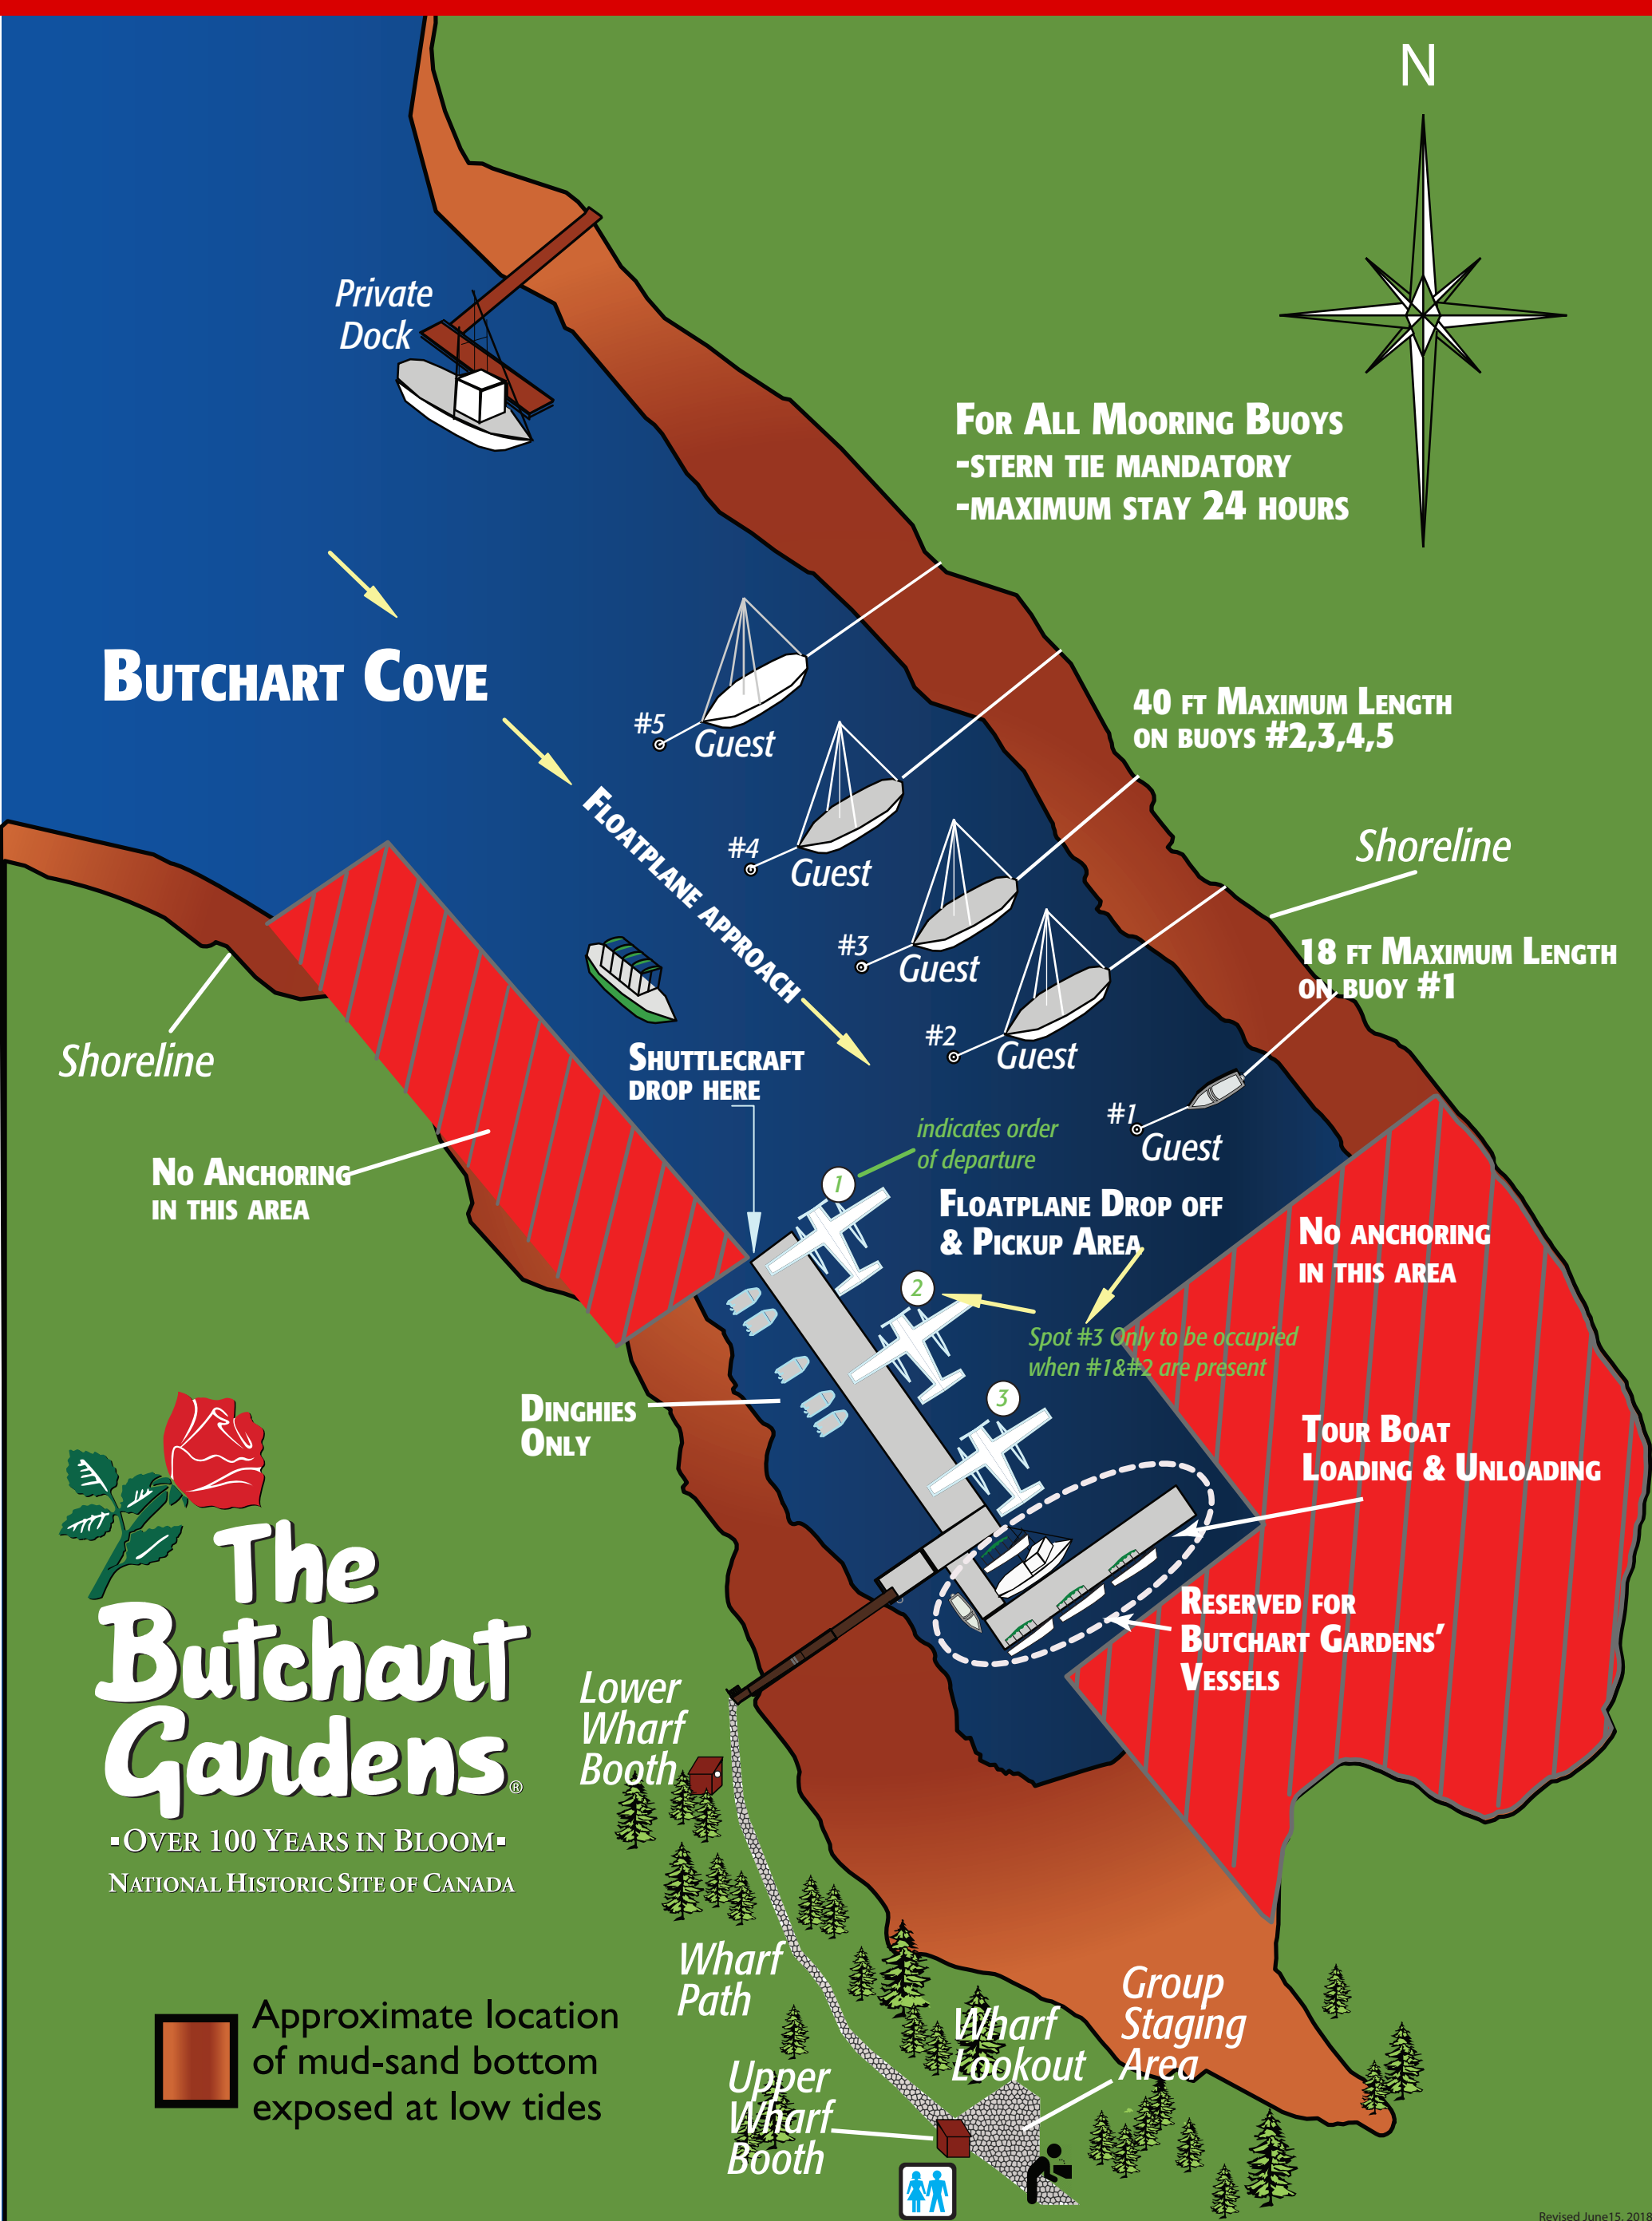 N
Private
Dock
For All Mooring Buoys
-stern tie mandatory
-maximum stay 24 hours
Butchart Cove
#5
Guest
40 ft Maximum Length
on buoys #2,3,4,5
#4
Guest
Floatplane approach
Shoreline
#3
Guest
18 ft Maximum Length
on buoy #1
#2
Guest
Shoreline
Shuttlecraft
drop here
#1
Guest
indicates order
of departure
No Anchoring
in this area
1
Floatplane Drop off
& Pickup Area
No anchoring
in this area
2
Spot #3 Only to be occupied
when #1&#2 are present
Dinghies
Only
3
Tour Boat
Loading & Unloading
Reserved for
Butchart Gardens'
Vessels
The
Butchart
Gardens®
▪Over 100 Years in Bloom▪
National Historic Site of Canada
Lower
Wharf
Booth
Wharf
Path
Group
Staging
Area
Wharf
Lookout
Upper
Wharf
Booth
Approximate location
of mud-sand bottom
exposed at low tides
Revised June15, 2018